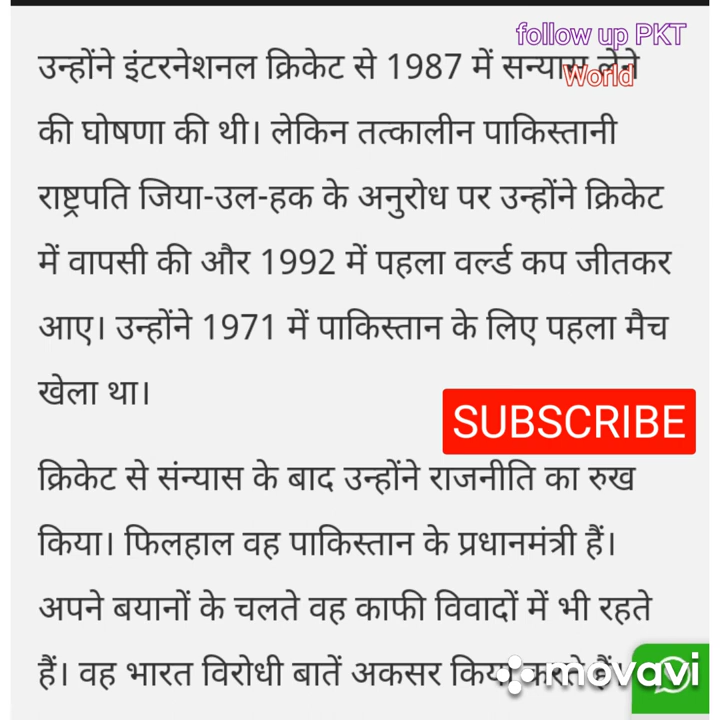 follow up PKT
World
उन्होंने इंटरनेशनल क्रिकेट से 1987 में सन्यास लेने
की घोषणा की थी। लेकिन तत्कालीन पाकिस्तानी
राष्ट्रपति जिया-उल-हक के अनुरोध पर उन्होंने क्रिकेट
में वापसी की और 1992 में पहला वर्ल्ड कप जीतकर
आए। उन्होंने 1971 में पाकिस्तान के लिए पहला मैच
खेला था।
SUBSCRIBE
क्रिकेट से संन्यास के बाद उन्होंने राजनीति का रुख
किया। फिलहाल वह पाकिस्तान के प्रधानमंत्री हैं।
अपने बयानों के चलते वह काफी विवादों में भी रहते
हैं। वह भारत विरोधी बातें अकसर किया करते हैं।
movavi